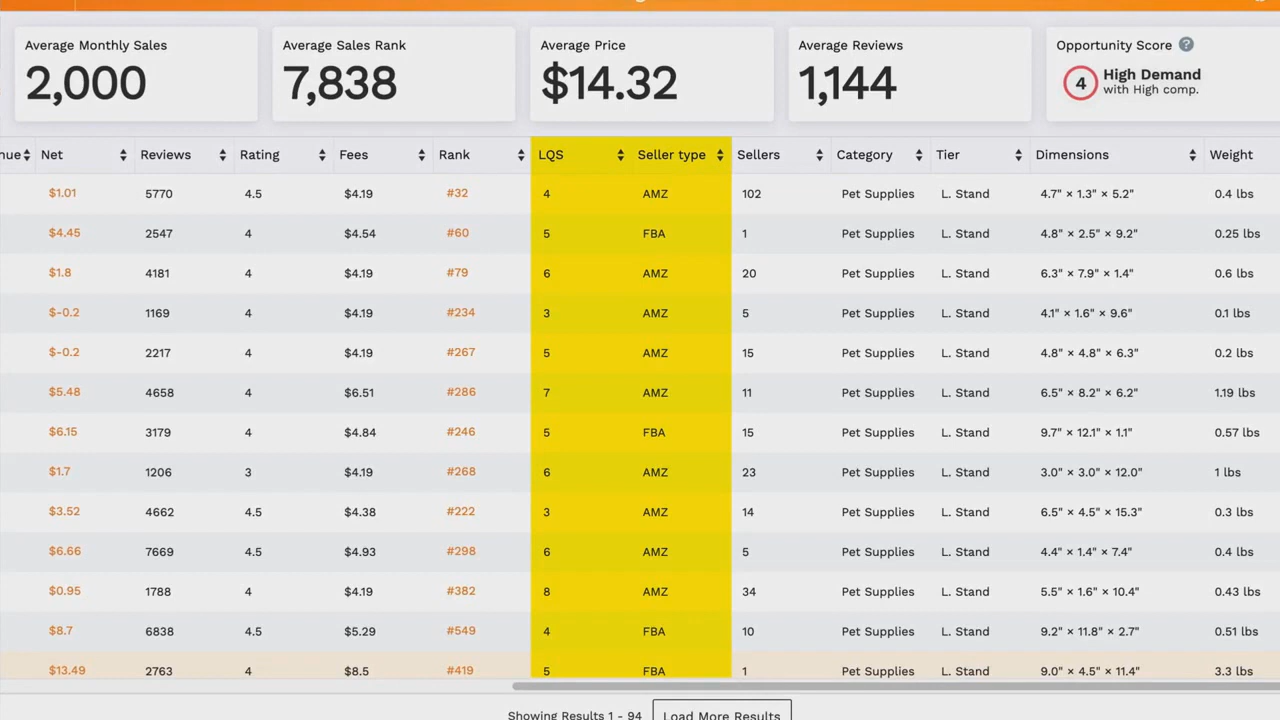 Average Monthly Sales Average Sales Rank Average Price Average Reviews Opportunity Score ?
2,000 7,838 $14.32 1,144 4 High Demand
with High comp.
nue Net Reviews Rating Fees Rank LQS Seller type Sellers Category Tier Dimensions Weight
$1.01 5770 4.5 $4.19 #32 4 AMZ 102 Pet Supplies L. Stand 4.7" × 1.3" × 5.2" 0.4 lbs
$4.45 2547 4 $4.54 #60 5 FBA 1 Pet Supplies L. Stand 4.8" × 2.5" × 9.2" 0.25 lbs
$1.8 4181 4 $4.19 #79 6 AMZ 20 Pet Supplies L. Stand 6.3" × 7.9" × 1.4" 0.6 lbs
$-0.2 1169 4 $4.19 #234 3 AMZ 5 Pet Supplies L. Stand 4.1" × 1.6" × 9.6" 0.1 lbs
$-0.2 2217 4 $4.19 #267 5 AMZ 15 Pet Supplies L. Stand 4.8" × 4.8" × 6.3" 0.2 lbs
$5.48 4658 4 $6.51 #286 7 AMZ 11 Pet Supplies L. Stand 6.5" × 8.2" × 6.2" 1.19 lbs
$6.15 3179 4 $4.84 #246 5 FBA 15 Pet Supplies L. Stand 9.7" × 12.1" × 1.1" 0.57 lbs
$1.7 1206 3 $4.19 #268 6 AMZ 23 Pet Supplies L. Stand 3.0" × 3.0" × 12.0" 1 lbs
$3.52 4662 4.5 $4.38 #222 3 AMZ 14 Pet Supplies L. Stand 6.5" × 4.5" × 15.3" 0.3 lbs
$6.66 7669 4.5 $4.93 #298 6 AMZ 5 Pet Supplies L. Stand 4.4" × 1.4" × 7.4" 0.4 lbs
$0.95 1788 4 $4.19 #382 8 AMZ 34 Pet Supplies L. Stand 5.5" × 1.6" × 10.4" 0.43 lbs
$8.7 6838 4.5 $5.29 #549 4 FBA 10 Pet Supplies L. Stand 9.2" × 11.8" × 2.7" 0.51 lbs
$13.49 2763 4 $8.5 #419 5 FBA 1 Pet Supplies L. Stand 9.0" × 4.5" × 11.4" 3.3 lbs
Showing Results 1 - 94 Load More Results